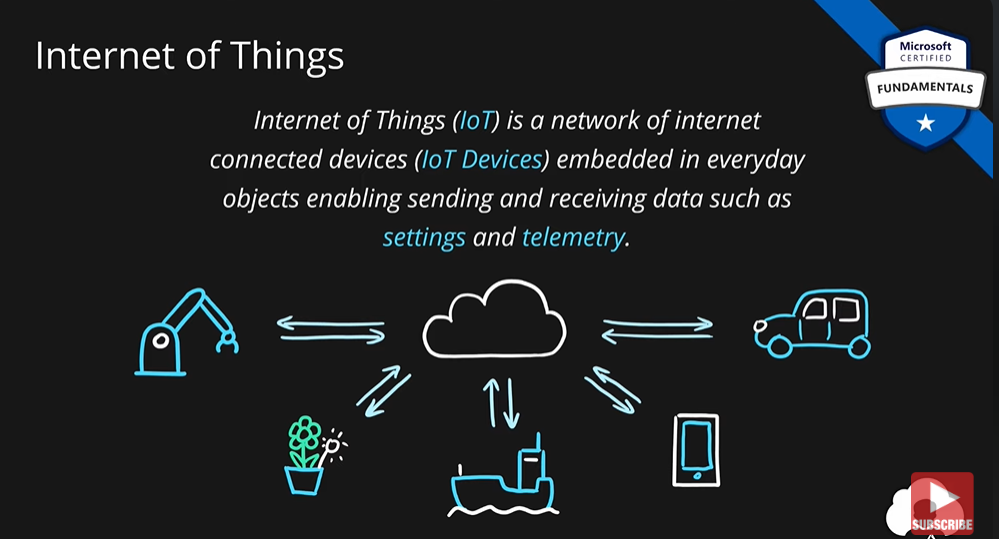 Internet of Things
Microsoft
CERTIFIED
FUNDAMENTALS
Internet of Things (IoT) is a network of internet
connected devices (IoT Devices) embedded in everyday
objects enabling sending and receiving data such as
settings and telemetry.
SUBSCRIBE